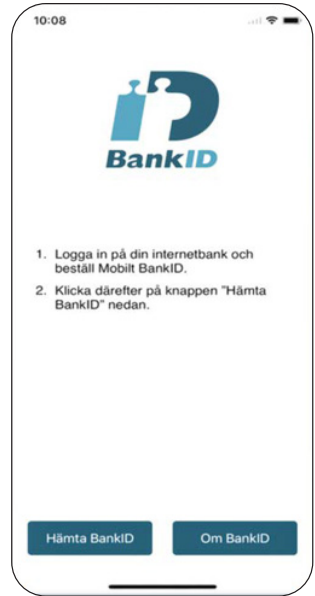 10:08
BankID
1. Logga in på din internetbank och
beställ Mobilt BankID.
2. Klicka därefter på knappen "Hämta
BankID" nedan.
Hämta BankID
Om BankID